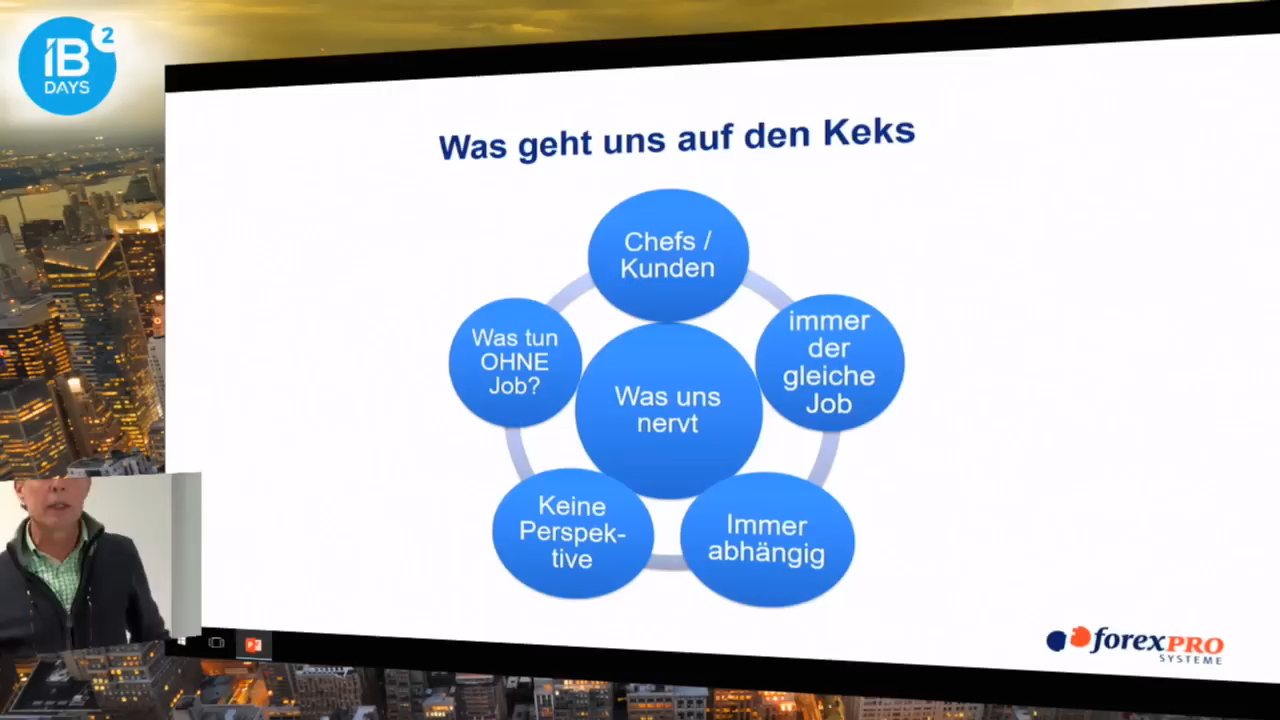 1B 2
DAYS
Was geht uns auf den Keks
Chefs /
Kunden
immer
der
gleiche
Job
Was tun
OHNE
Job?
Was uns
nervt
Keine
Perspek-
tive
Immer
abhängig
forexPRO
SYSTEME